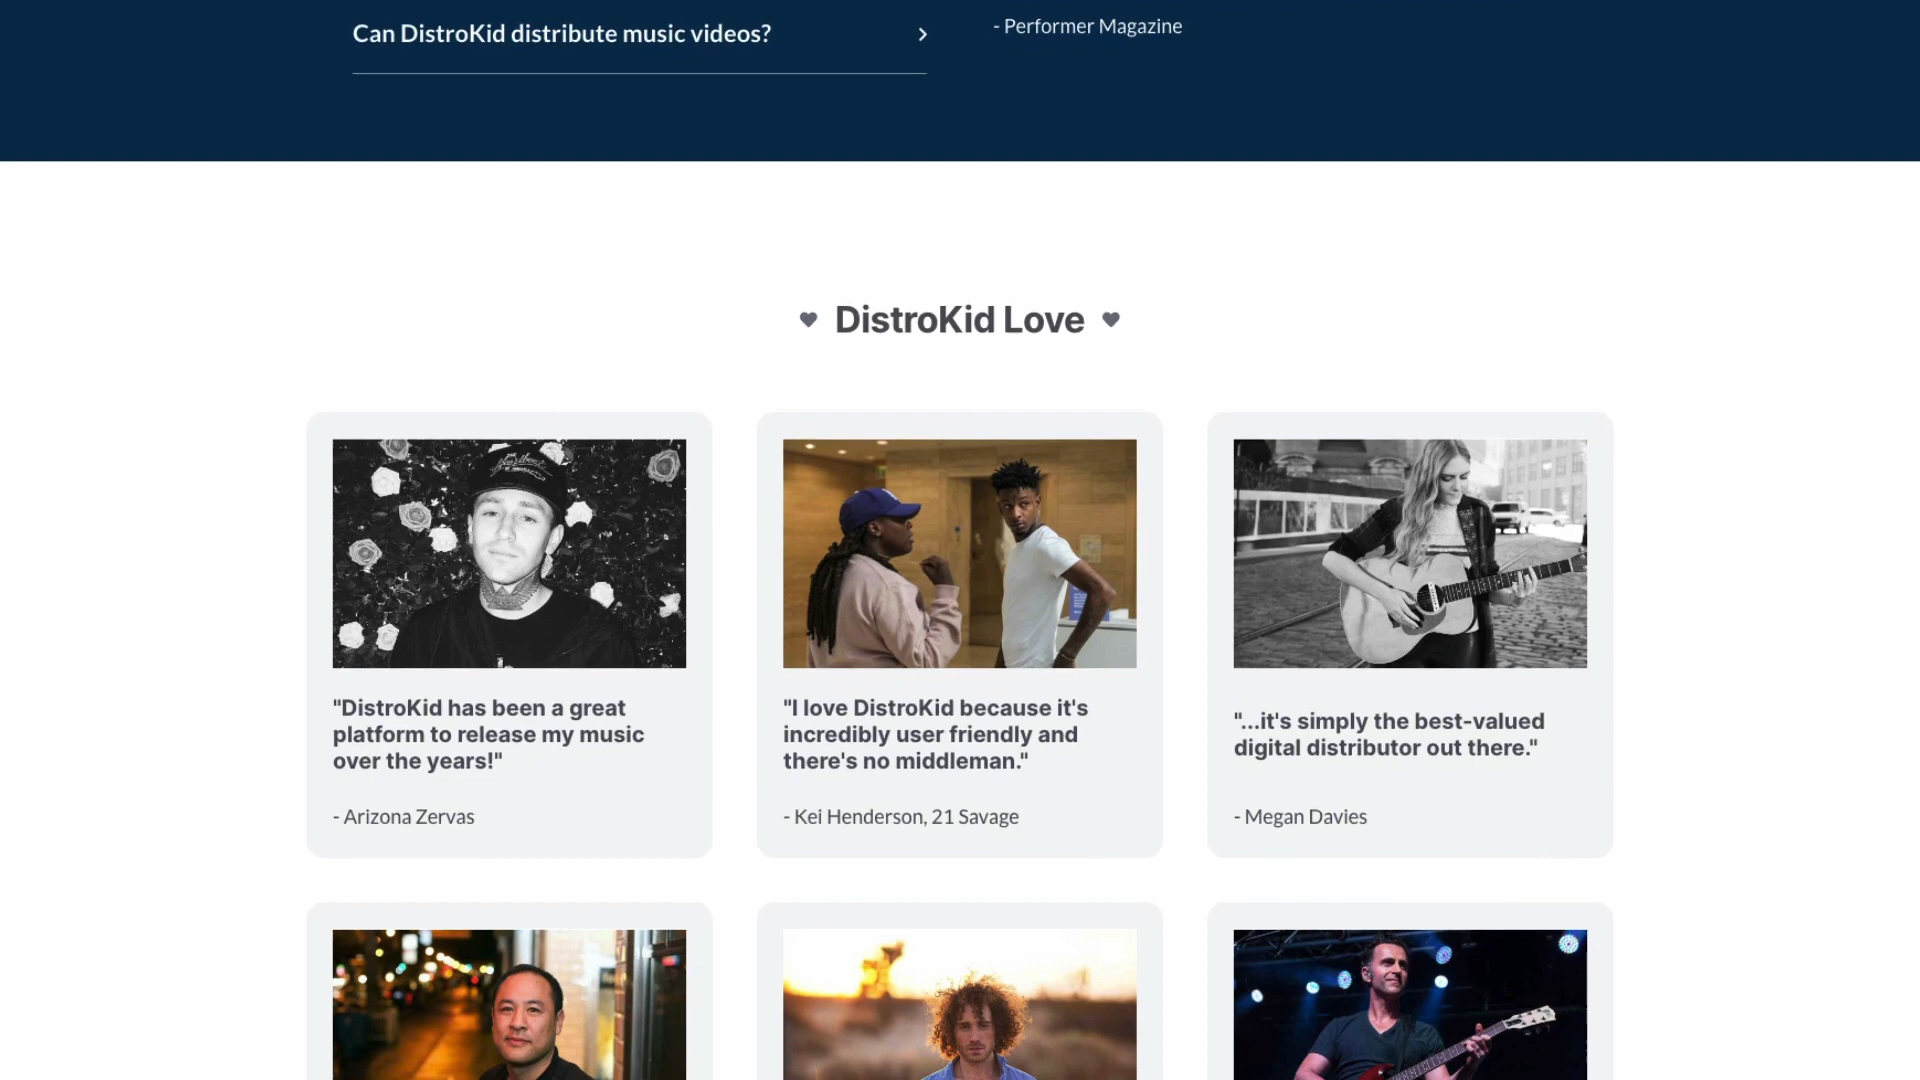 Can DistroKid distribute music videos?
- Performer Magazine
DistroKid Love
"DistroKid has been a great
platform to release my music
over the years!"
- Arizona Zervas
"I love DistroKid because it's
incredibly user friendly and
there's no middleman."
- Kei Henderson, 21 Savage
"...it's simply the best-valued
digital distributor out there."
- Megan Davies